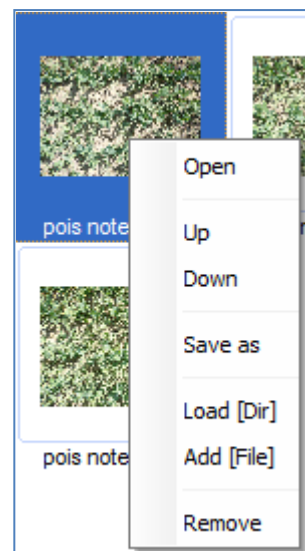 pois note
Open
Up
Down
Save as
Load [Dir]
Add [File]
Remove
pois note